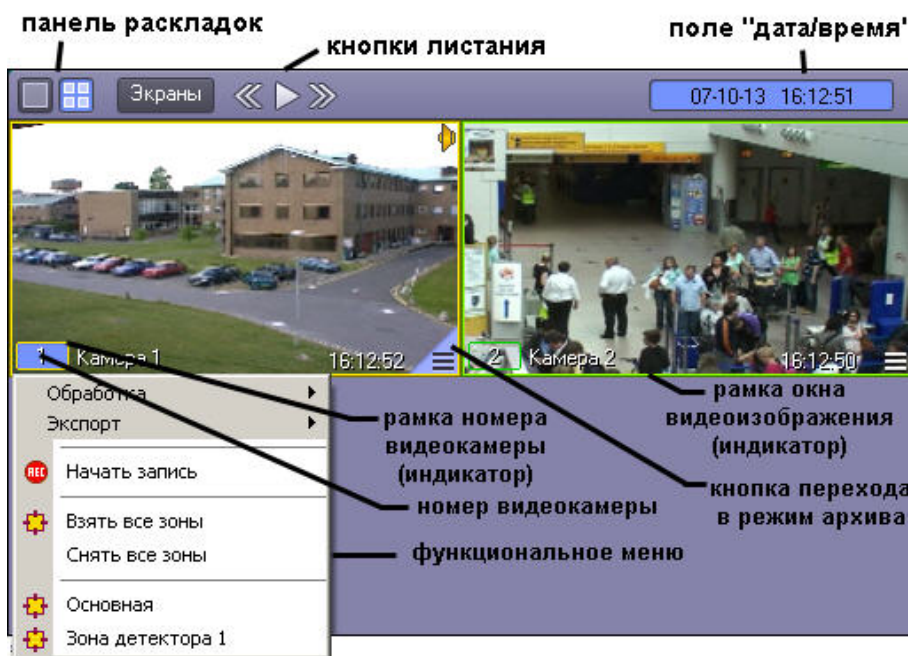 панель раскладок
кнопки листания
поле "дата/время"
Экраны
07-10-13 16:12:51
1 Камера 1 16:12:52
2 Камера 2 16:12:50
Обработка
Экспорт
REC Начать запись
Взять все зоны
Снять все зоны
Основная
Зона детектора 1
рамка номера
видеокамеры
(индикатор)
номер видеокамеры
функциональное меню
рамка окна
видеоизображения
(индикатор)
кнопка перехода
в режим архива